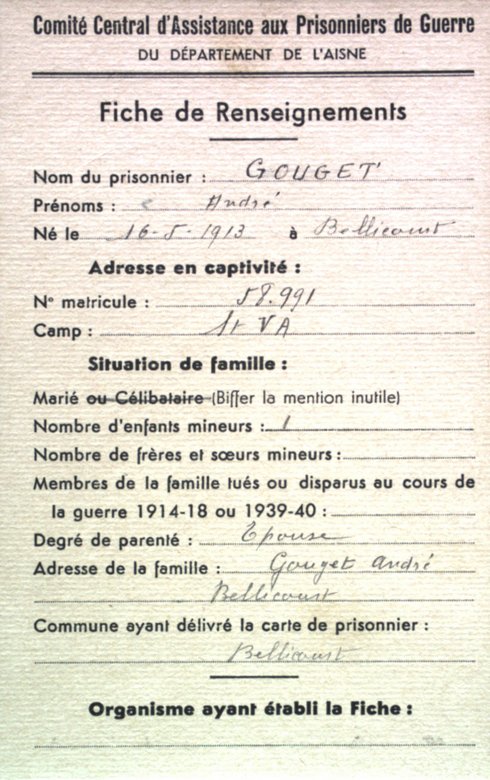 Comité Central d'Assistance aux Prisonniers de Guerre
DU DÉPARTEMENT DE L'AISNE
Fiche de Renseignements
Nom du prisonnier : GOUGET
Prénoms : André
Né le 16-5-1913 à Bellicourt
Adresse en captivité :
N° matricule : 58.991
Camp : St VA
Situation de famille :
Marié ou Célibataire (Biffer la mention inutile)
Nombre d'enfants mineurs : 1
Nombre de frères et sœurs mineurs :
Membres de la famille tués ou disparus au cours de
la guerre 1914-18 ou 1939-40 :
Degré de parenté : Epouse
Adresse de la famille : Gouget André
Bellicourt
Commune ayant délivré la carte de prisonnier :
Bellicourt
Organisme ayant établi la Fiche :